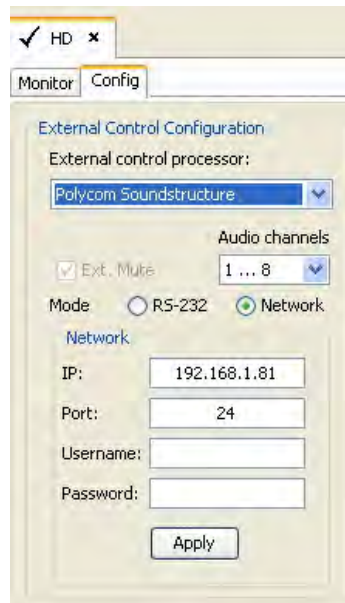 HD
Monitor Config
External Control Configuration
External control processor:
Polycom Soundstructure
Audio channels
Ext. Mute 1 ... 8
Mode RS-232 Network
Network
IP: 192.168.1.81
Port: 24
Username:
Password:
Apply